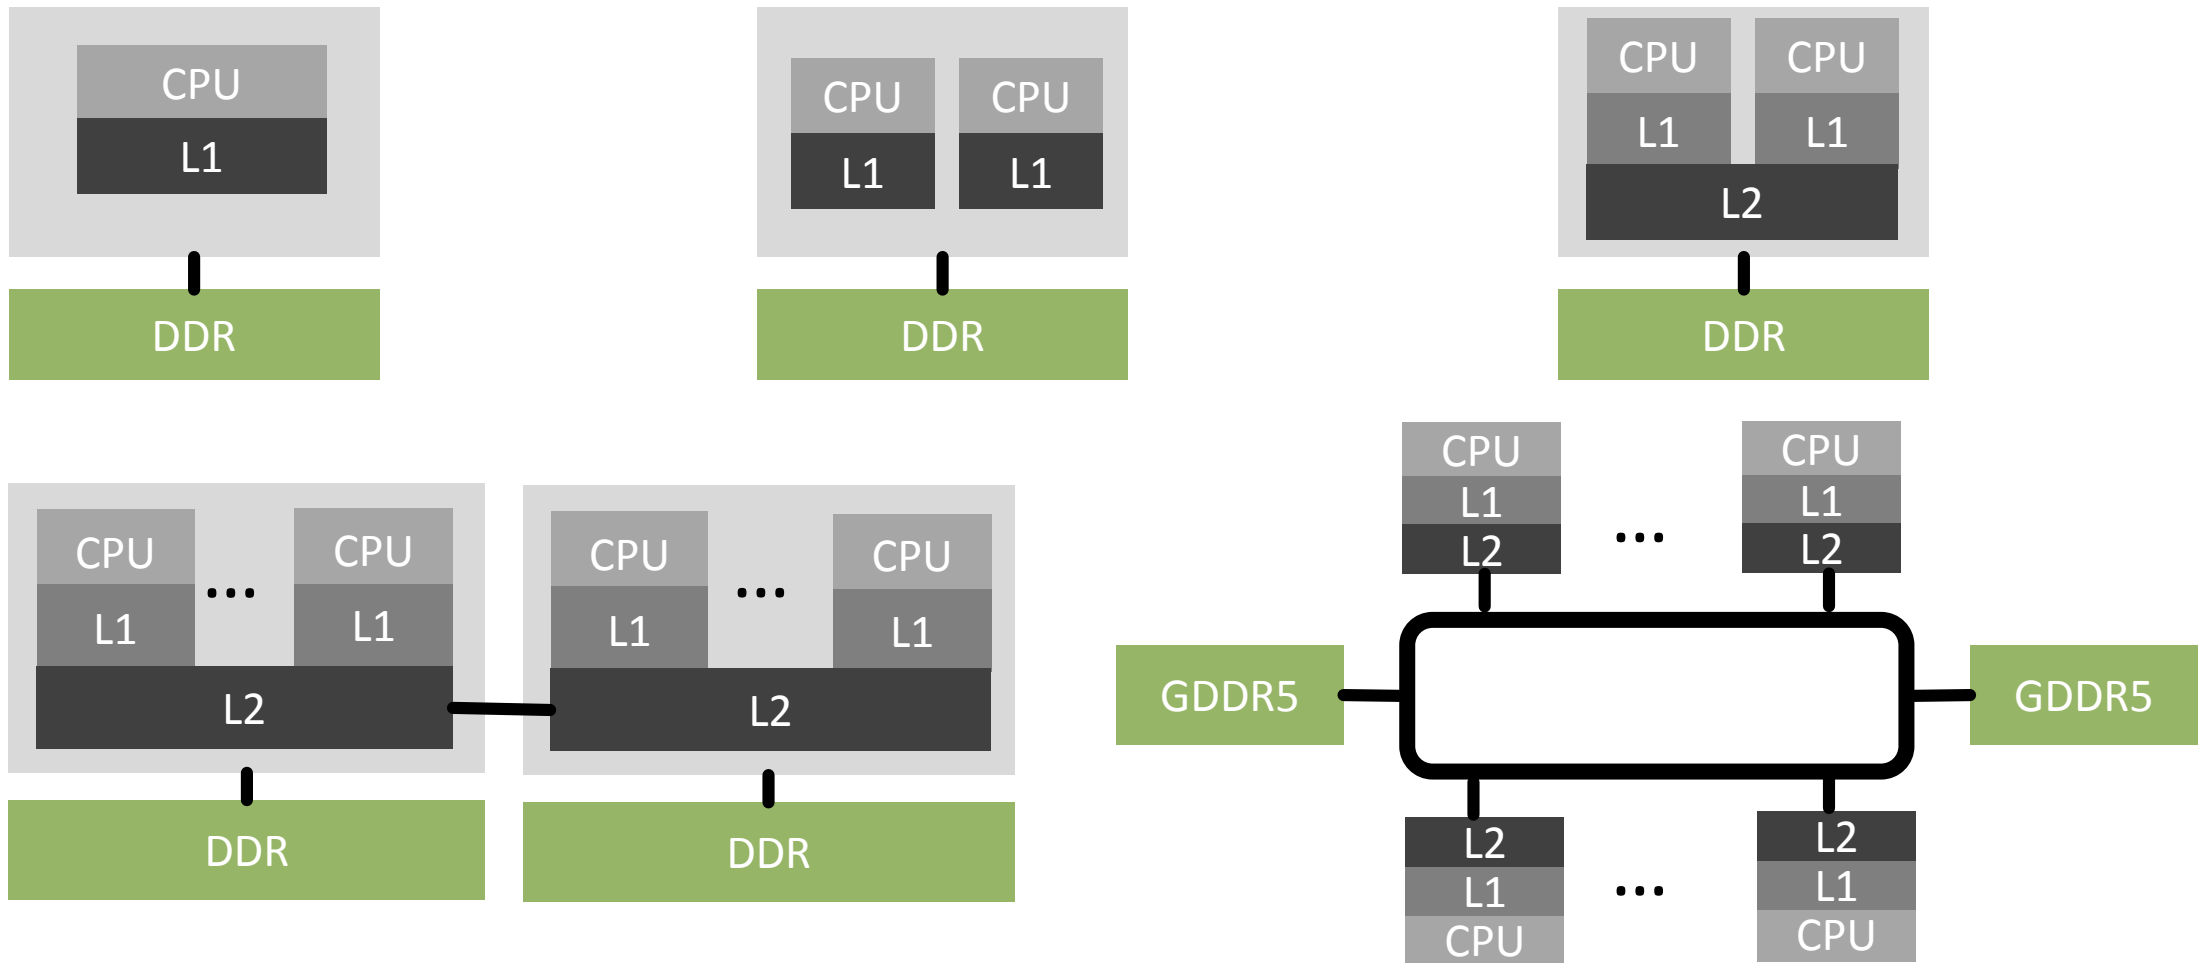 CPU
L1
DDR
CPU CPU
L1 L1
DDR
CPU CPU
L1 L1
L2
DDR
CPU ... CPU
L1 L1
L2
DDR
CPU ... CPU
L1 L1
L2
DDR
CPU CPU
L1 L1
... 
L2 L2
GDDR5 GDDR5
L2 L2
L1 ... L1
CPU CPU